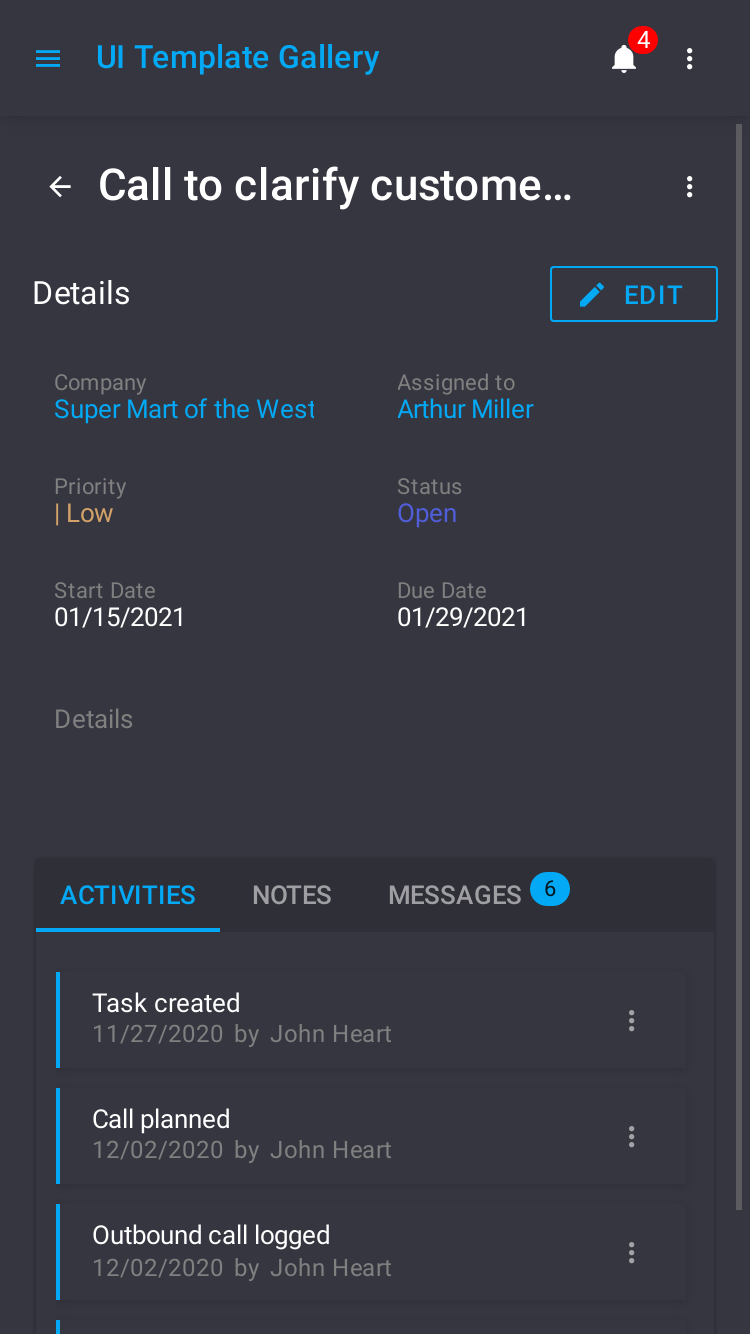 UI Template Gallery
4
Call to clarify custome...
Details
EDIT
Company
Assigned to
Super Mart of the West
Arthur Miller
Priority
Status
| Low
Open
Start Date
Due Date
01/15/2021
01/29/2021
Details
ACTIVITIES
NOTES
MESSAGES
6
Task created
11/27/2020 by John Heart
Call planned
12/02/2020 by John Heart
Outbound call logged
12/02/2020 by John Heart